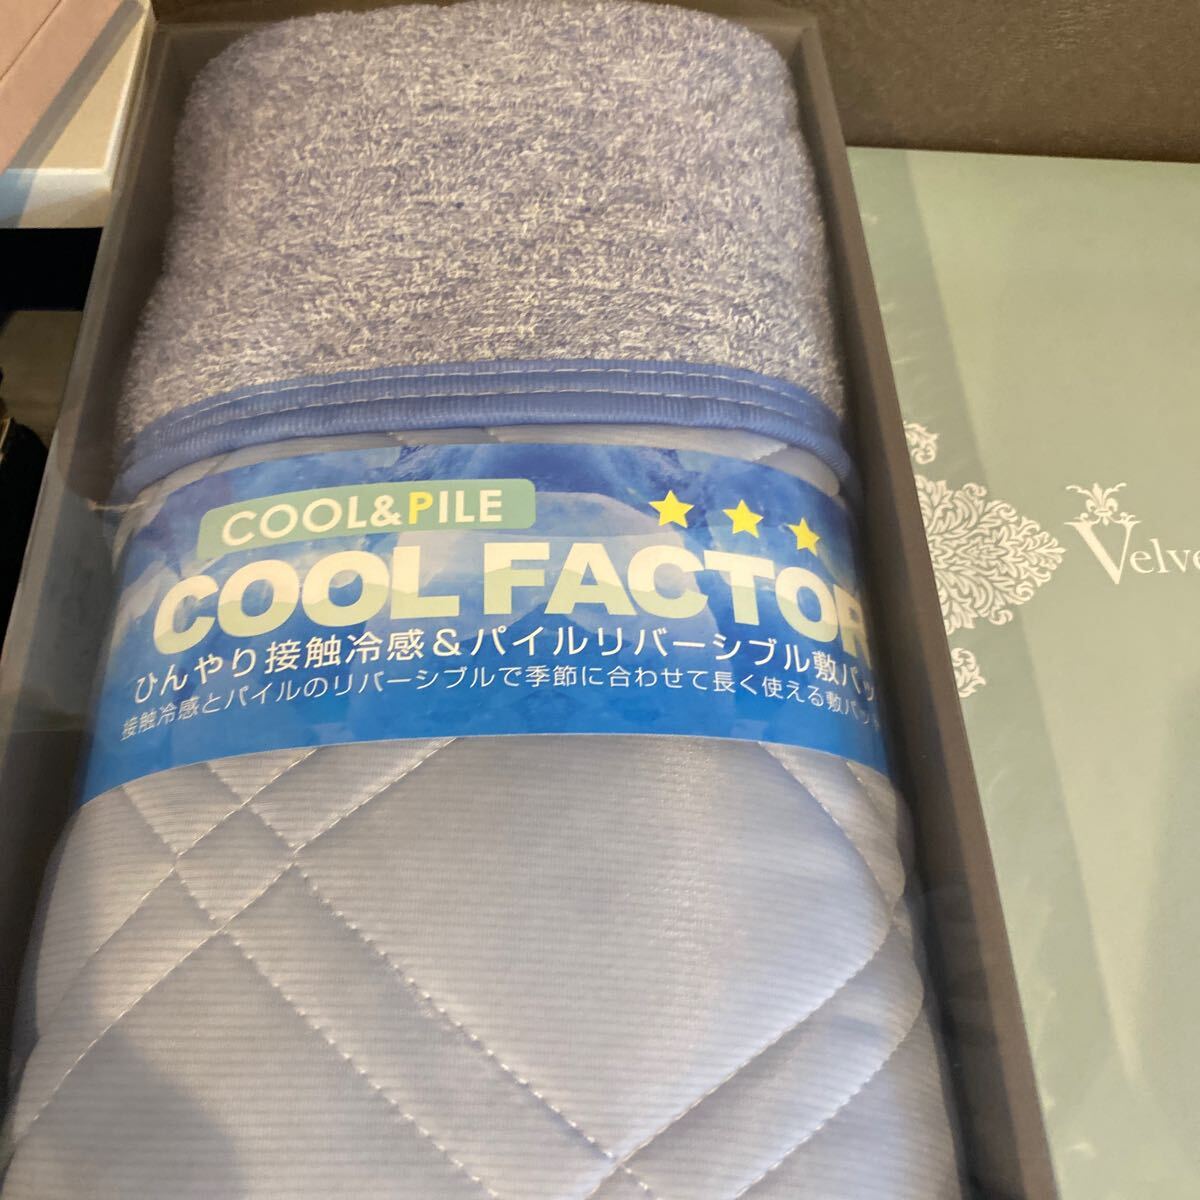 COOL&PILE
COOL FACTOR
ひんやり接触冷感&パイルリバーシブル敷パッ
接触冷感とパイルのリバーシブルで季節に合わせて長く使える敷パット
Velve